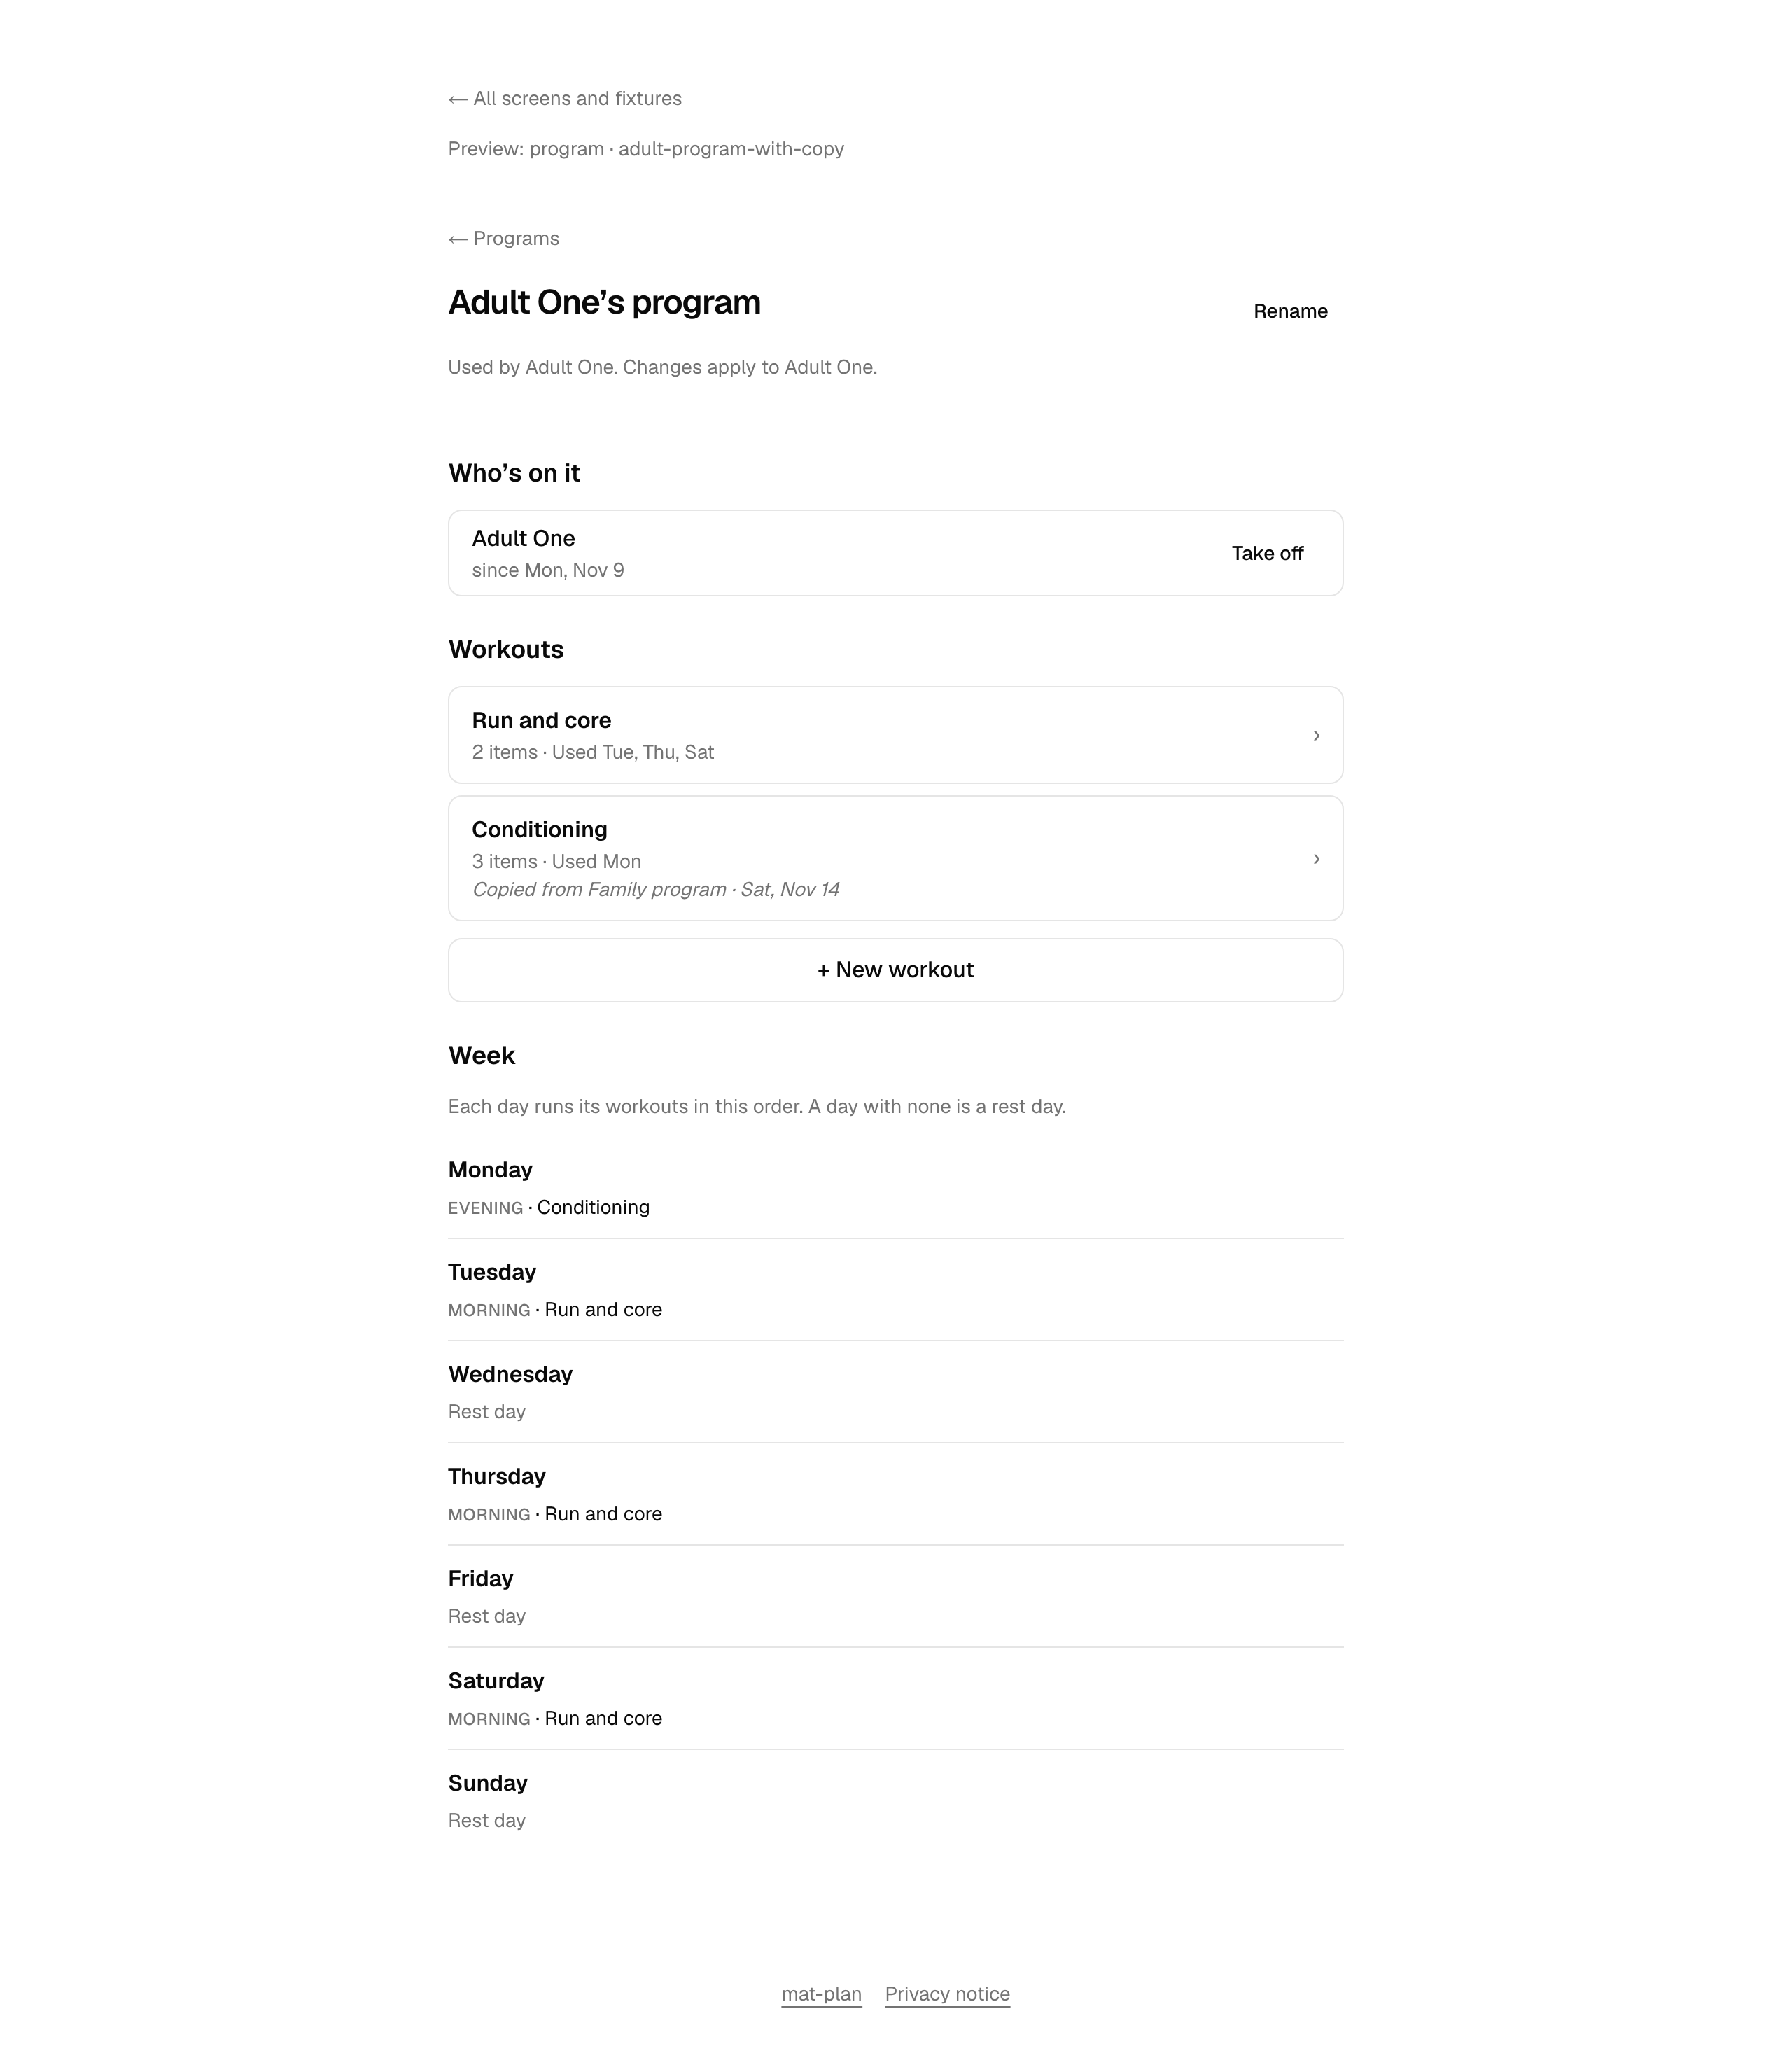 ← All screens and fixtures
Preview: program · adult-program-with-copy
← Programs
Adult One’s program
Rename
Used by Adult One. Changes apply to Adult One.
Who’s on it
Adult One
since Mon, Nov 9
Take off
Workouts
Run and core
2 items · Used Tue, Thu, Sat
›
Conditioning
3 items · Used Mon
Copied from Family program · Sat, Nov 14
›
+ New workout
Week
Each day runs its workouts in this order. A day with none is a rest day.
Monday
EVENING · Conditioning
Tuesday
MORNING · Run and core
Wednesday
Rest day
Thursday
MORNING · Run and core
Friday
Rest day
Saturday
MORNING · Run and core
Sunday
Rest day
mat-plan Privacy notice